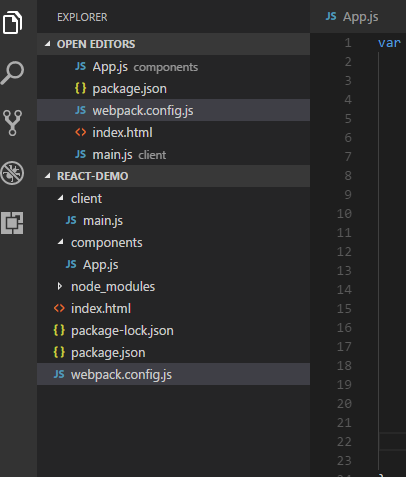 EXPLORER
OPEN EDITORS
JS App.js components
{} package.json
JS webpack.config.js
<> index.html
JS main.js client
REACT-DEMO
client
JS main.js
components
JS App.js
node_modules
<> index.html
{} package-lock.json
{} package.json
JS webpack.config.js
JS App.js
1 var
2
3
4
5
6
7
8
9
10
11
12
13
14
15
16
17
18
19
20
21
22
23